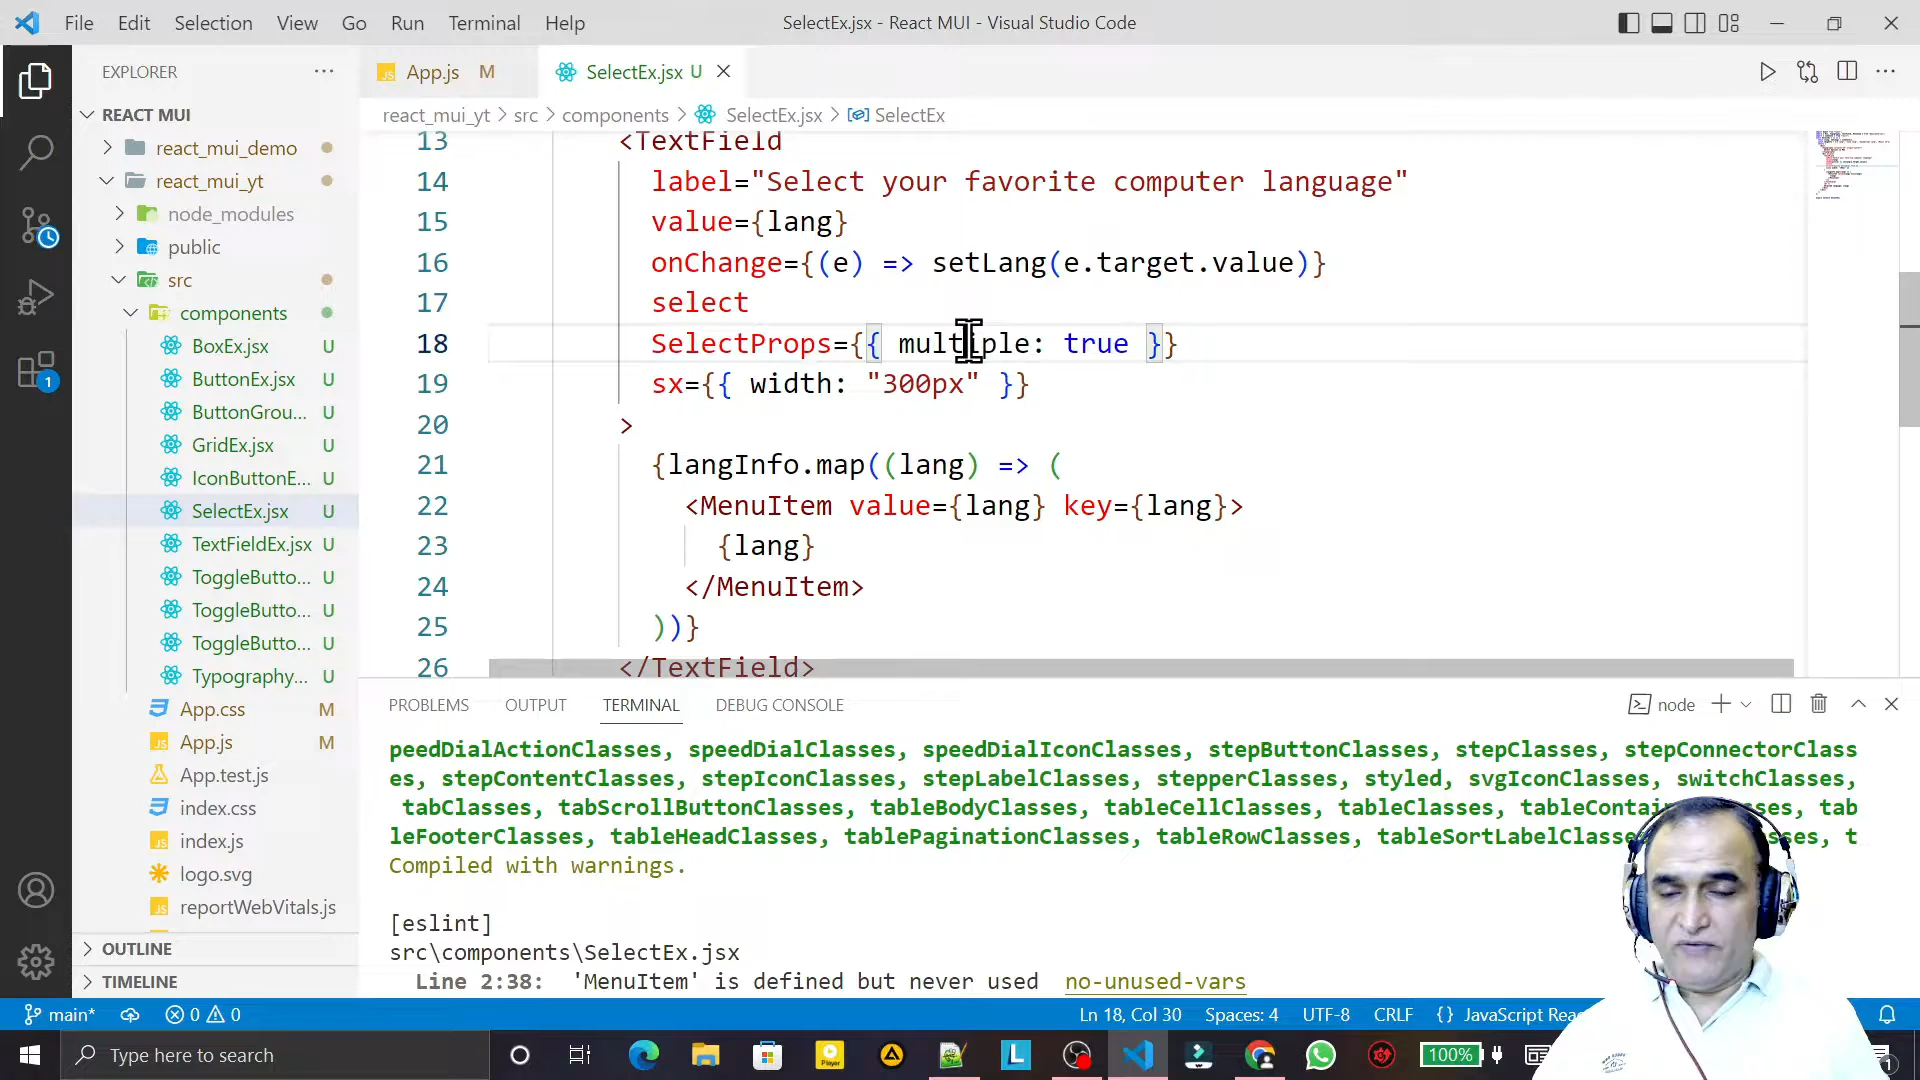 File Edit Selection View Go Run Terminal Help
SelectEx.jsx - React MUI - Visual Studio Code
EXPLORER
REACT MUI
react_mui_demo
react_mui_yt
node_modules
public
src
components
BoxEx.jsx U
ButtonEx.jsx U
ButtonGrou... U
GridEx.jsx U
IconButtonE... U
SelectEx.jsx U
TextFieldEx.jsx U
ToggleButto... U
ToggleButto... U
ToggleButto... U
Typography... U
App.css M
App.js M
App.test.js
index.css
index.js
logo.svg
reportWebVitals.js
OUTLINE
TIMELINE
1
JS App.js M
SelectEx.jsx U
react_mui_yt > src > components > SelectEx.jsx > SelectEx
13 <TextField
14 label="Select your favorite computer language"
15 value={lang}
16 onChange={(e) => setLang(e.target.value)}
17 select
18 SelectProps={{ multiple: true }}
19 sx={{ width: "300px" }}
20 >
21 {langInfo.map((lang) => (
22 <MenuItem value={lang} key={lang}>
23 {lang}
24 </MenuItem>
25 ))}
26 </TextField>
PROBLEMS OUTPUT TERMINAL DEBUG CONSOLE
node
peedDialActionClasses, speedDialClasses, speedDialIconClasses, stepButtonClasses, stepClasses, stepConnectorClass
es, stepContentClasses, stepIconClasses, stepLabelClasses, stepperClasses, styled, svgIconClasses, switchClasses,
tabClasses, tabScrollButtonClasses, tableBodyClasses, tableCellClasses, tableClasses, tab
leFooterClasses, tableHeadClasses, tablePaginationClasses, tableRowClasses, t
Compiled with warnings.
[eslint]
src\components\SelectEx.jsx
Line 2:38: 'MenuItem' is defined but never used no-unused-vars
main* 0 0
Ln 18, Col 30 Spaces: 4 UTF-8 CRLF {}
Type here to search
L
100%
1